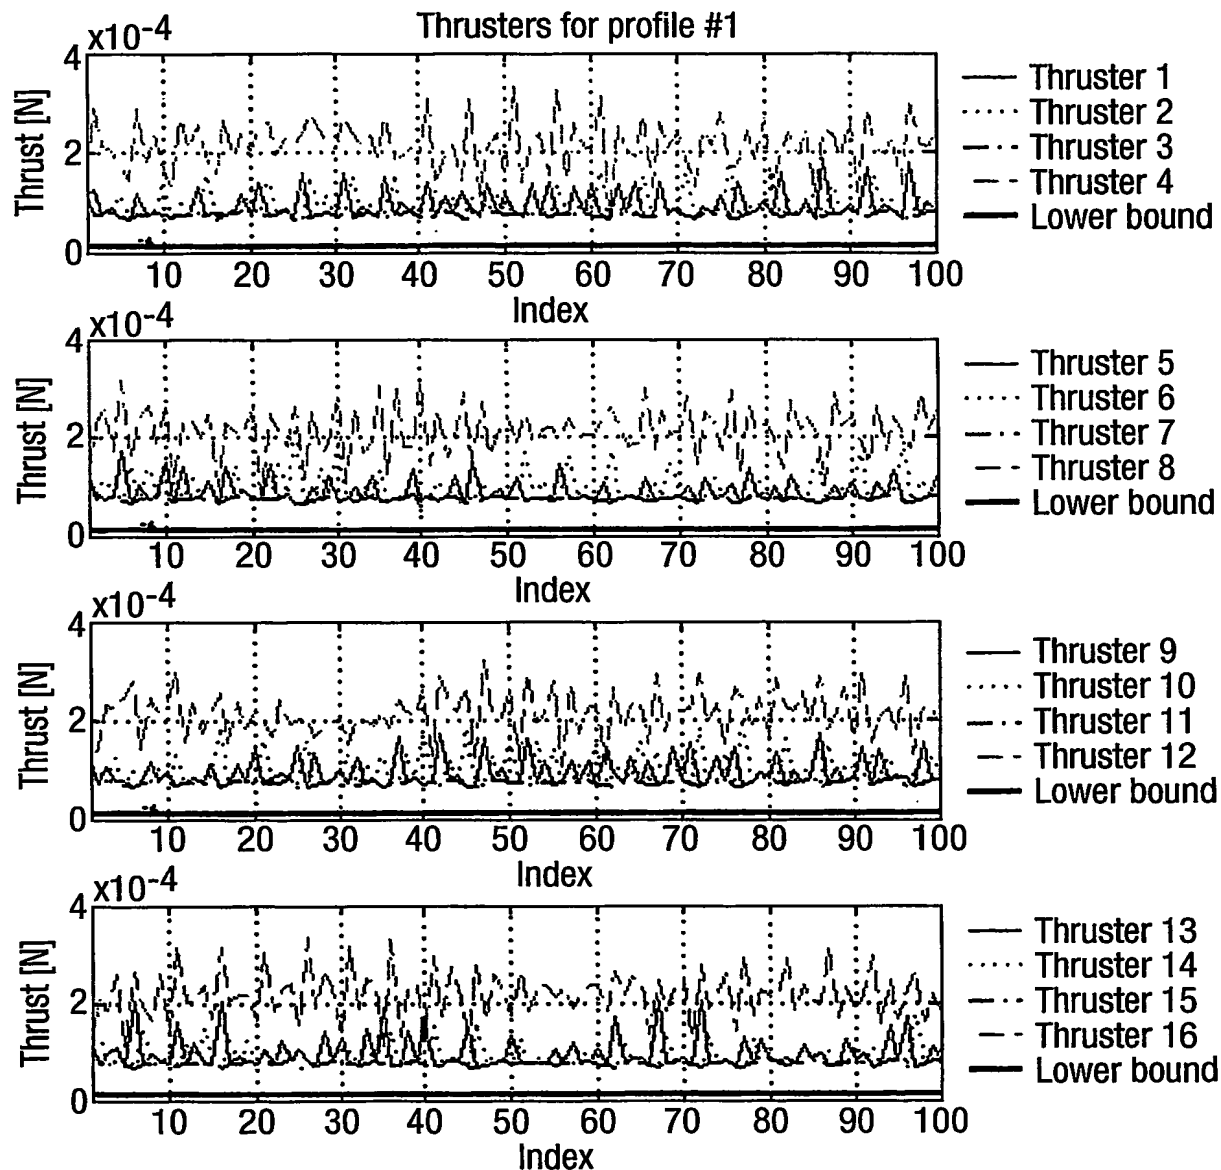 Thrusters for profile #1
x10-4
4
2
0
Thrust [N]
10 20 30 40 50 60 70 80 90 100
Index
Thruster 1
Thruster 2
Thruster 3
Thruster 4
Lower bound
x10-4
4
2
0
Thrust [N]
10 20 30 40 50 60 70 80 90 100
Index
Thruster 5
Thruster 6
Thruster 7
Thruster 8
Lower bound
x10-4
4
2
0
Thrust [N]
10 20 30 40 50 60 70 80 90 100
Index
Thruster 9
Thruster 10
Thruster 11
Thruster 12
Lower bound
x10-4
4
2
0
Thrust [N]
10 20 30 40 50 60 70 80 90 100
Index
Thruster 13
Thruster 14
Thruster 15
Thruster 16
Lower bound